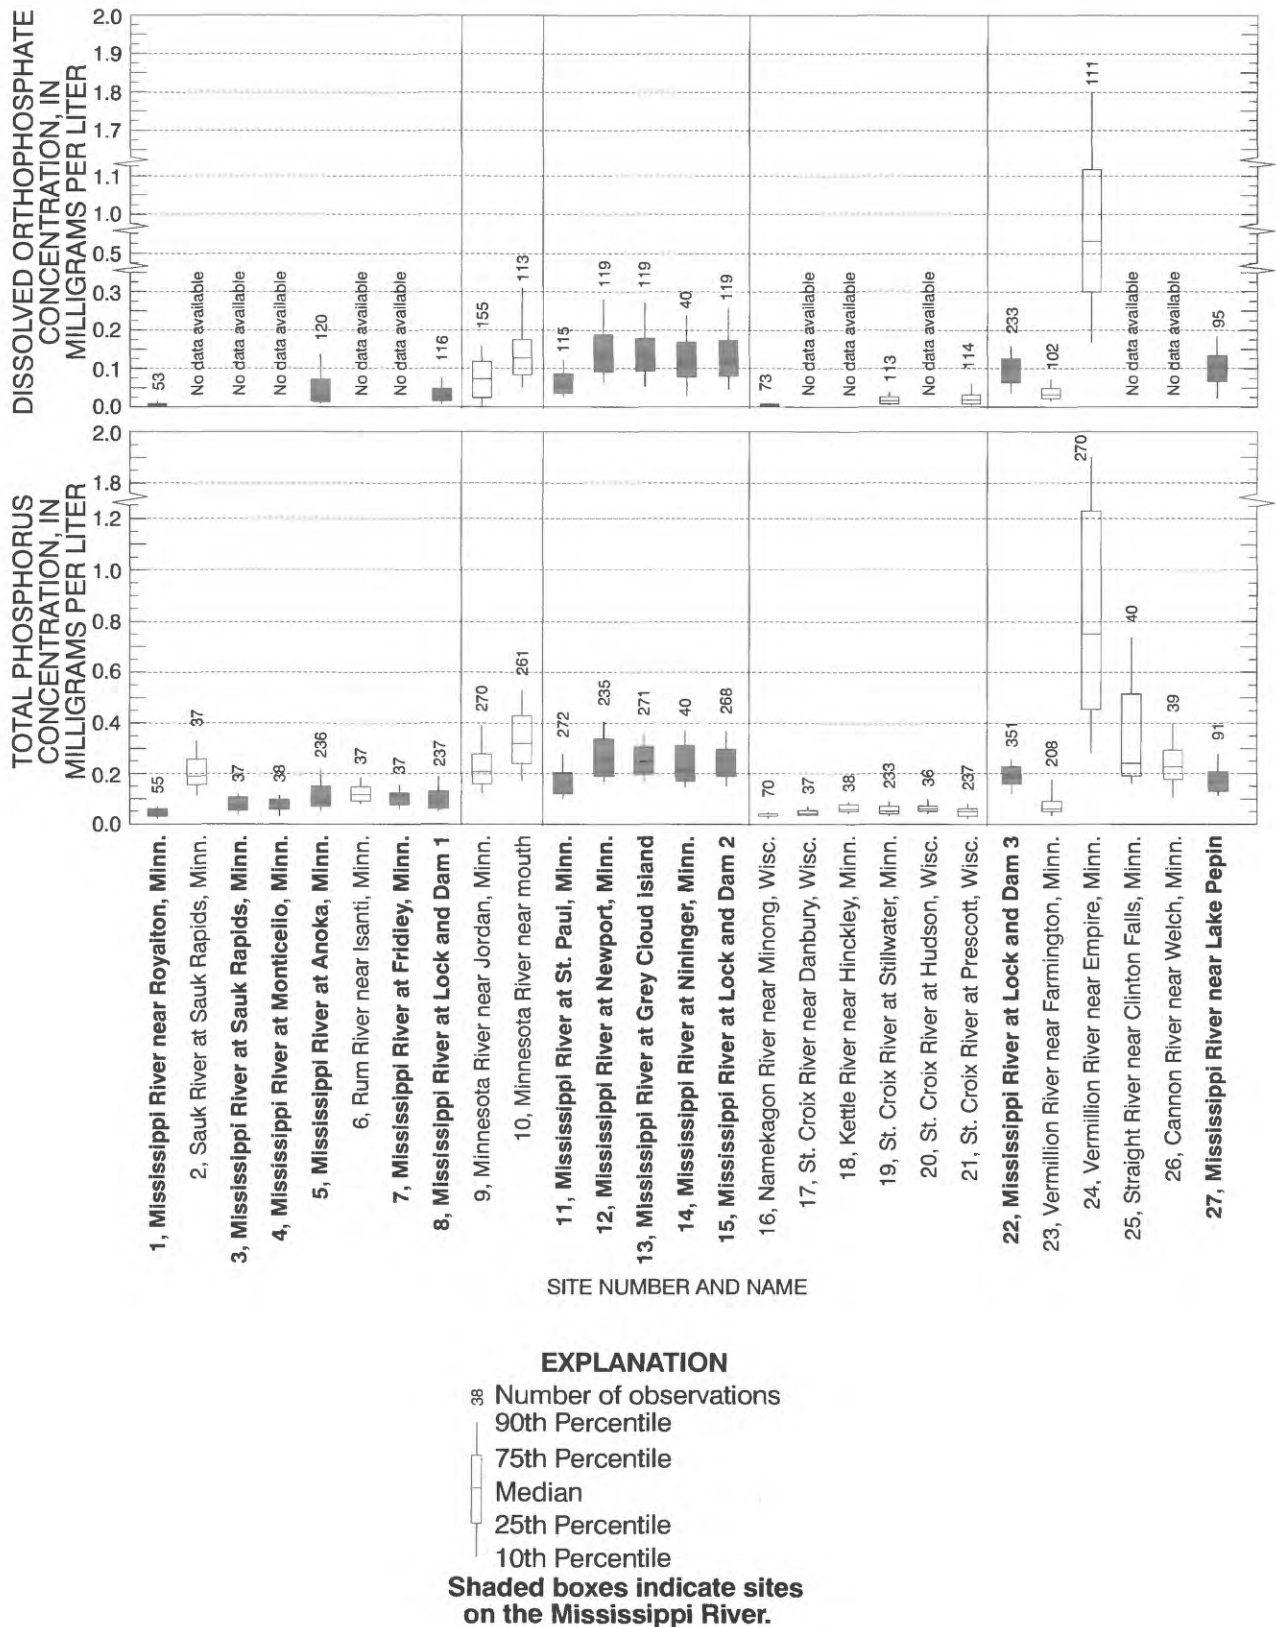 DISSOLVED ORTHOPHOSPHATE
CONCENTRATION, IN
MILLIGRAMS PER LITER
2.0
1.9
1.8
1.7
1.1
1.0
0.5
0.3
0.2
0.1
0.0
53
No data available
No data available
No data available
120
No data available
No data available
116
155
113
115
119
119
40
119
73
No data available
No data available
113
No data available
114
233
102
111
No data available
No data available
95
TOTAL PHOSPHORUS
CONCENTRATION, IN
MILLIGRAMS PER LITER
2.0
1.8
1.2
1.0
0.8
0.6
0.4
0.2
0.0
55
37
37
38
236
37
37
237
270
261
272
235
271
40
268
70
37
38
233
36
237
351
208
270
40
39
91
1, Mississippi River near Royalton, Minn.
2, Sauk River at Sauk Rapids, Minn.
3, Mississippi River at Sauk Rapids, Minn.
4, Mississippi River at Monticello, Minn.
5, Mississippi River at Anoka, Minn.
6, Rum River near Isanti, Minn.
7, Mississippi River at Fridley, Minn.
8, Mississippi River at Lock and Dam 1
9, Minnesota River near Jordan, Minn.
10, Minnesota River near mouth
11, Mississippi River at St. Paul, Minn.
12, Mississippi River at Newport, Minn.
13, Mississippi River at Grey Cloud Island
14, Mississippi River at Nininger, Minn.
15, Mississippi River at Lock and Dam 2
16, Namekagon River near Minong, Wisc.
17, St. Croix River near Danbury, Wisc.
18, Kettle River near Hinckley, Minn.
19, St. Croix River at Stillwater, Minn.
20, St. Croix River at Hudson, Wisc.
21, St. Croix River at Prescott, Wisc.
22, Mississippi River at Lock and Dam 3
23, Vermillion River near Farmington, Minn.
24, Vermillion River near Empire, Minn.
25, Straight River near Clinton Falls, Minn.
26, Cannon River near Welch, Minn.
27, Mississippi River near Lake Pepin
SITE NUMBER AND NAME
EXPLANATION
38 Number of observations
90th Percentile
75th Percentile
Median
25th Percentile
10th Percentile
Shaded boxes indicate sites
on the Mississippi River.